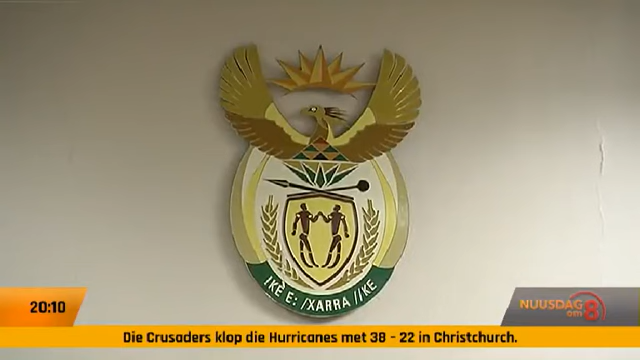 !KE E: /XARRA //KE
20:10
NUUSDAG
om 8
Die Crusaders klop die Hurricanes met 38 - 22 in Christchurch.